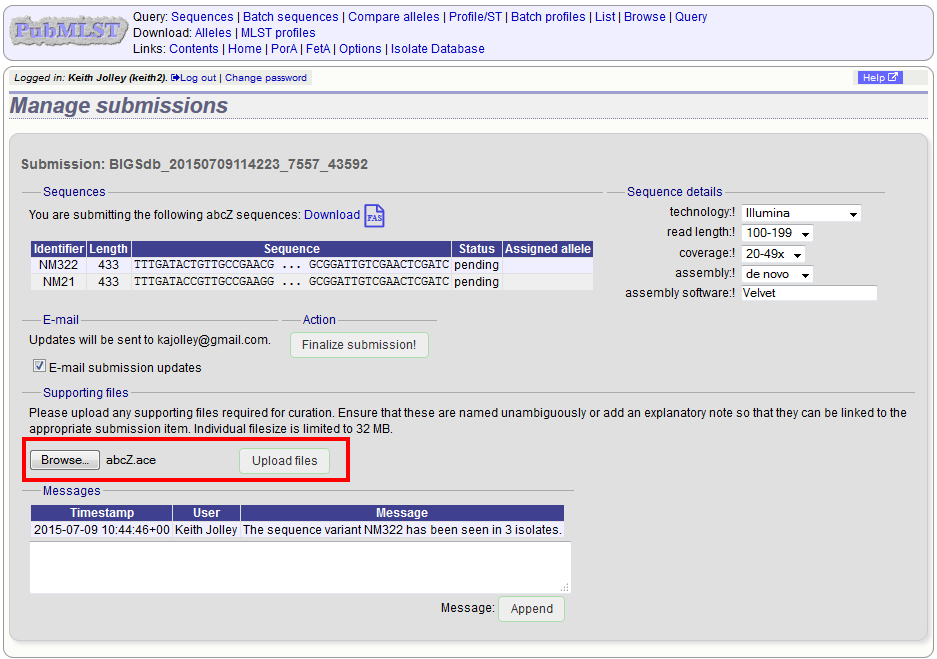 PubMLST
Query: Sequences | Batch sequences | Compare alleles | Profile/ST | Batch profiles | List | Browse | Query
Download: Alleles | MLST profiles
Links: Contents | Home | PorA | FetA | Options | Isolate Database
Logged in: Keith Jolley (keith2). Log out | Change password
Help
Manage submissions
Submission: BIGSdb_20150709114223_7557_43592
Sequences
You are submitting the following abcZ sequences: Download FAS
Identifier Length Sequence Status Assigned allele
NM322 433 TTTGATACTGTTGCCGAACG ... GCGGATTGTCGAACTCGATC pending
NM21 433 TTTGATACCGTTGCCGAAGG ... GCGGATTGTCGAACTCGATC pending
Sequence details
technology:! Illumina
read length:! 100-199
coverage:! 20-49x
assembly:! de novo
assembly software:! Velvet
E-mail
Updates will be sent to kajolley@gmail.com.
E-mail submission updates
Action
Finalize submission!
Supporting files
Please upload any supporting files required for curation. Ensure that these are named unambiguously or add an explanatory note so that they can be linked to the
appropriate submission item. Individual filesize is limited to 32 MB.
Browse... abcZ.ace Upload files
Messages
Timestamp User Message
2015-07-09 10:44:46+00 Keith Jolley The sequence variant NM322 has been seen in 3 isolates.
Message: Append